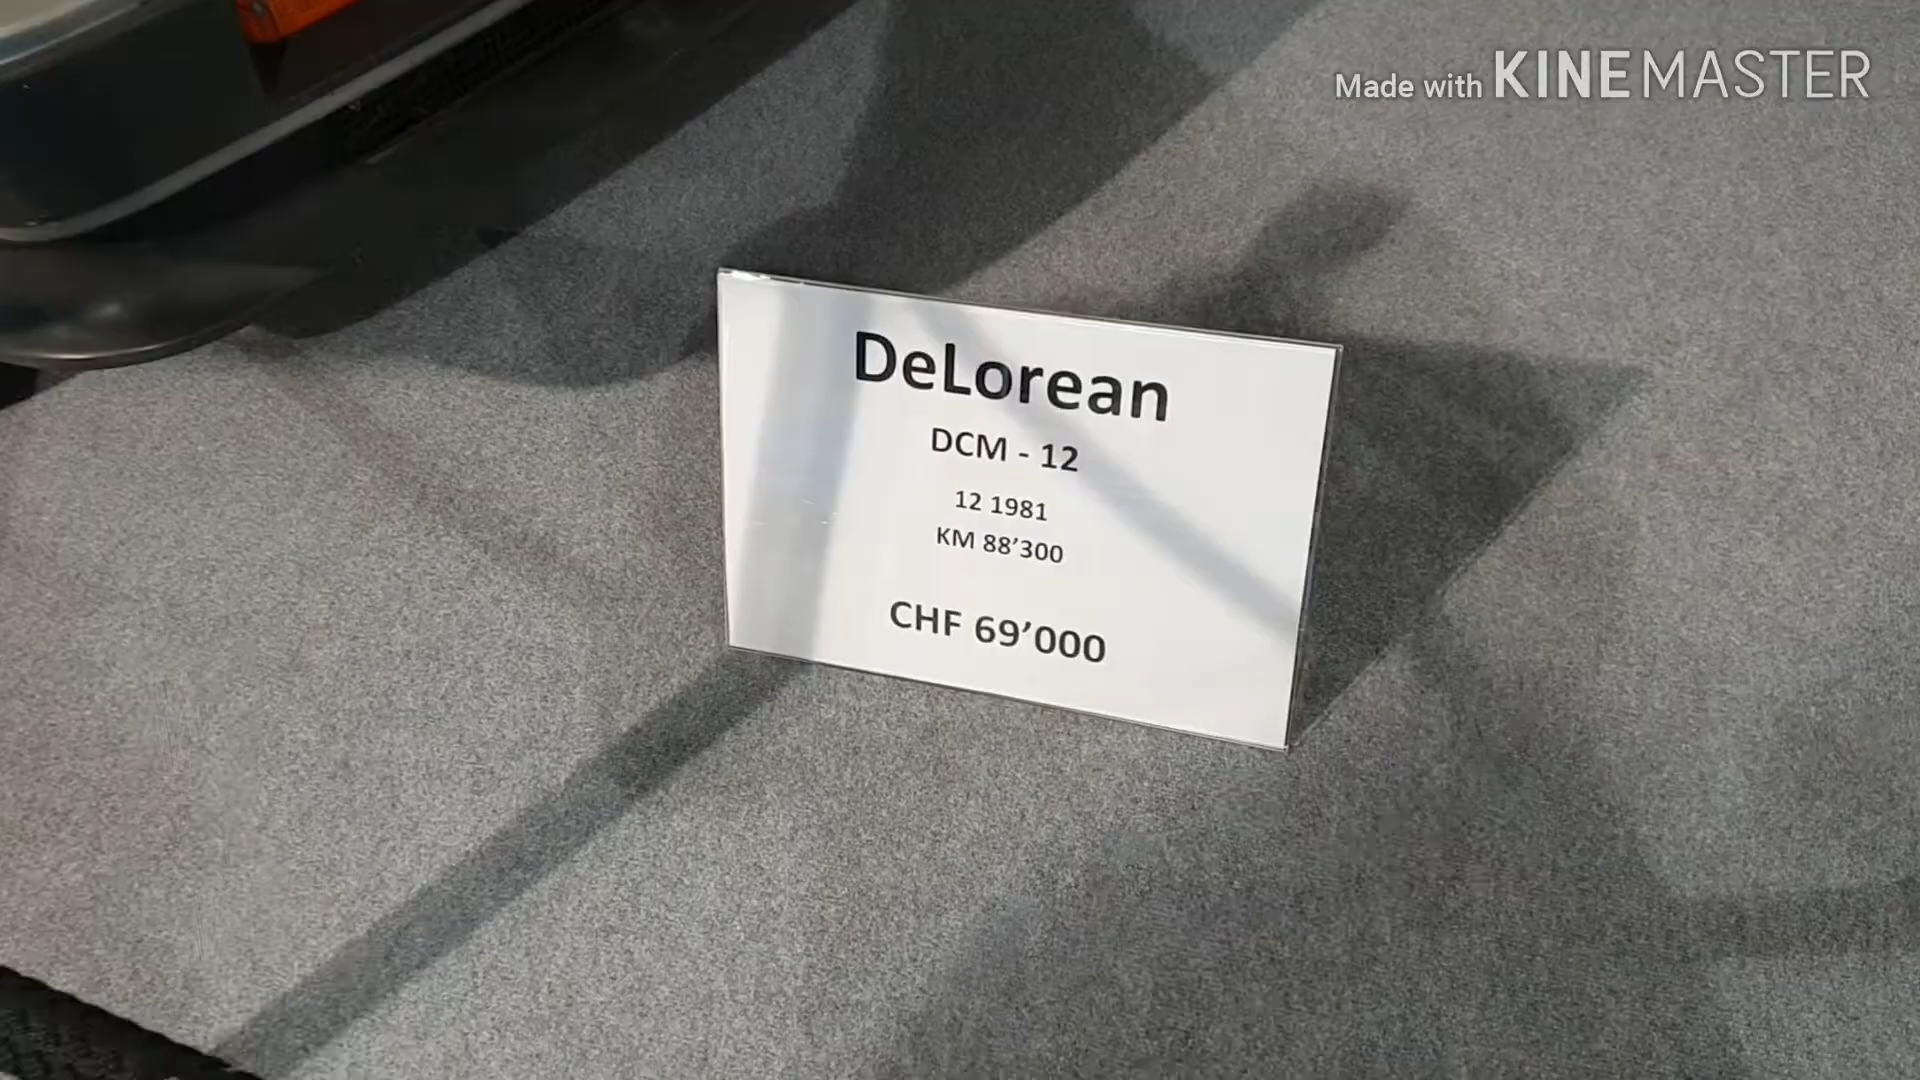 Made with KINEMASTER
DeLorean
DCM - 12
12 1981
KM 88’300
CHF 69’000